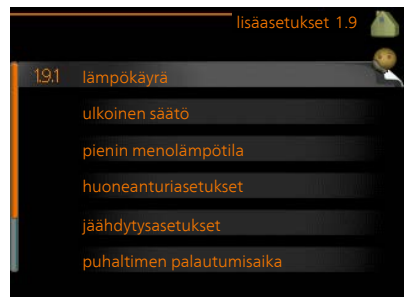 lisäasetukset 1.9
1.9.1 lämpökäyrä
ulkoinen säätö
pienin menolämpötila
huoneanturiasetukset
jäähdytysasetukset
puhaltimen palautumisaika